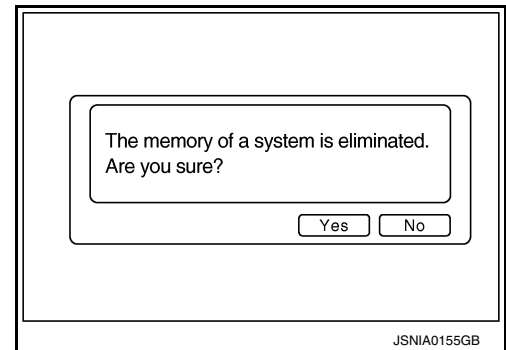 The memory of a system is eliminated.
Are you sure?
Yes No
JSNIA0155GB